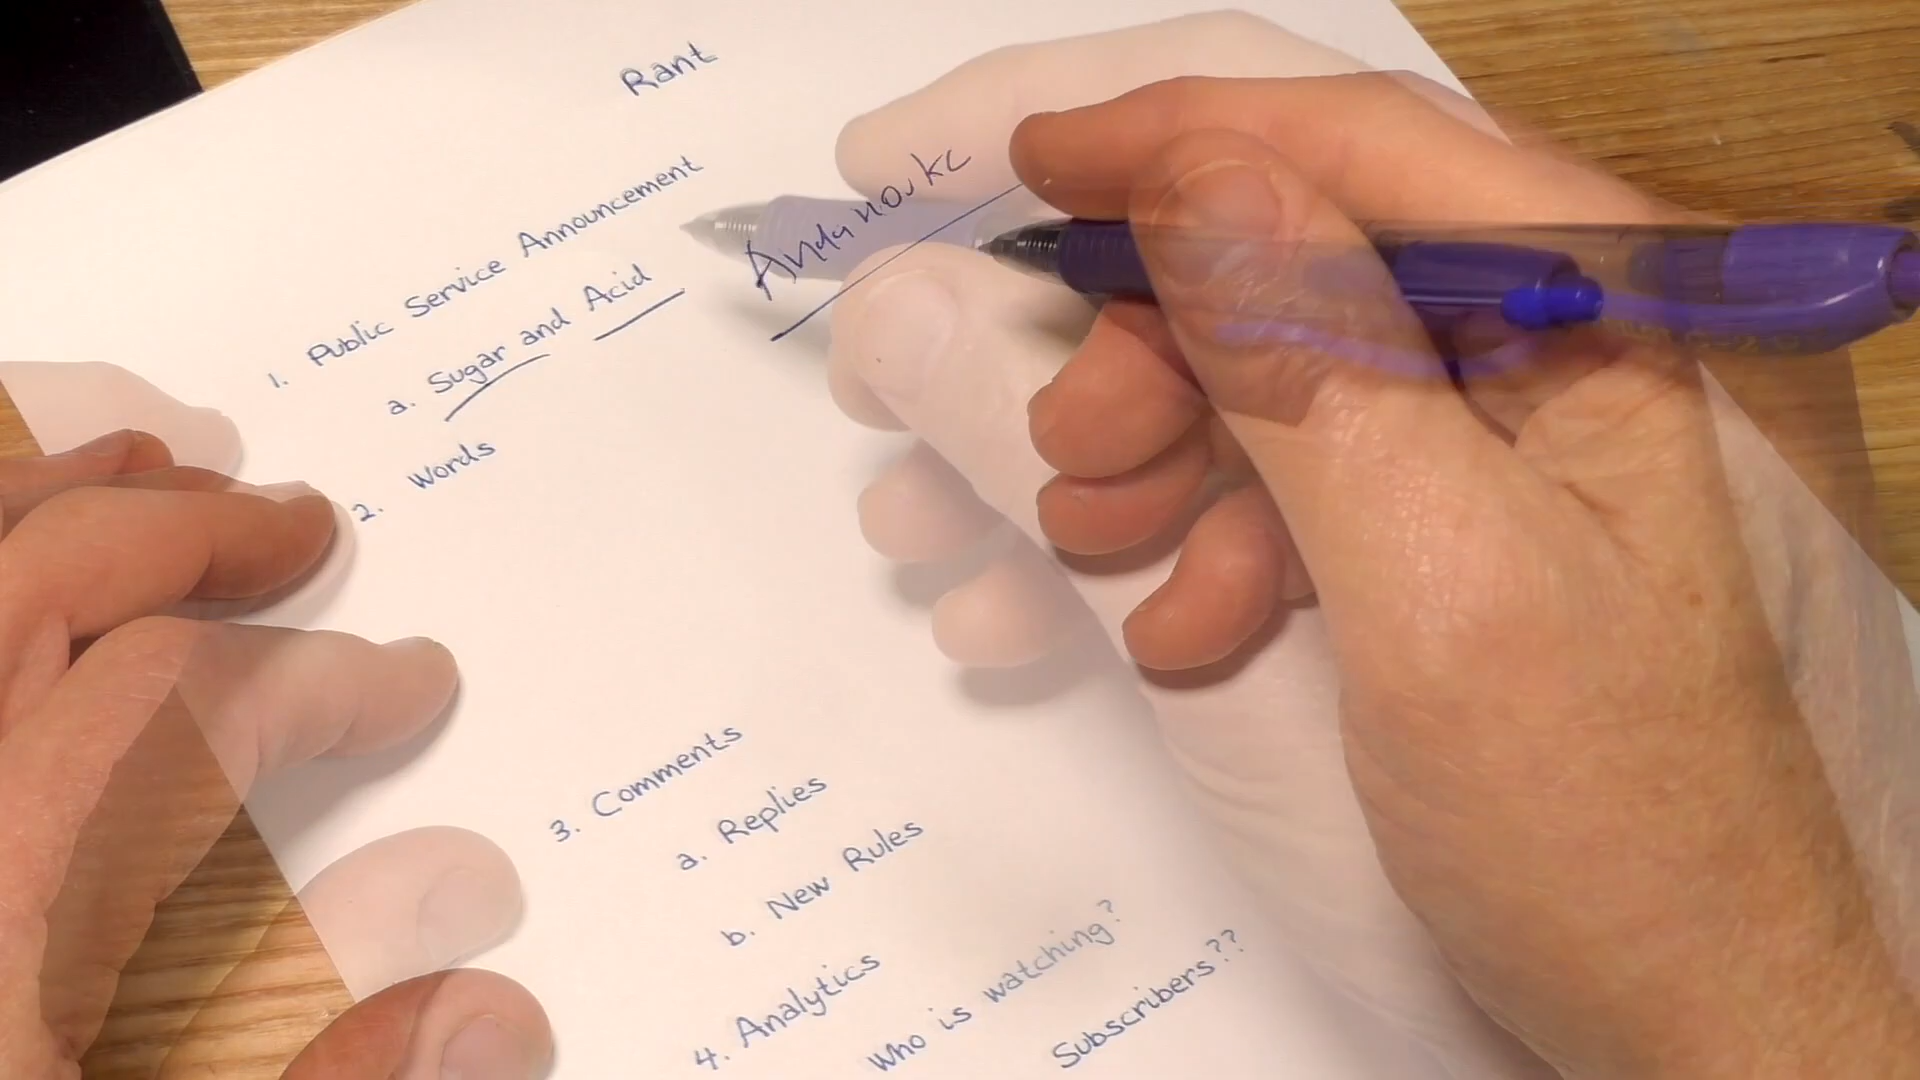 Rant
1. Public Service Announcement
a. Sugar and Acid
2. Words
3. Comments
a. Replies
b. New Rules
4. Analytics
Who is watching?
Subscribers??